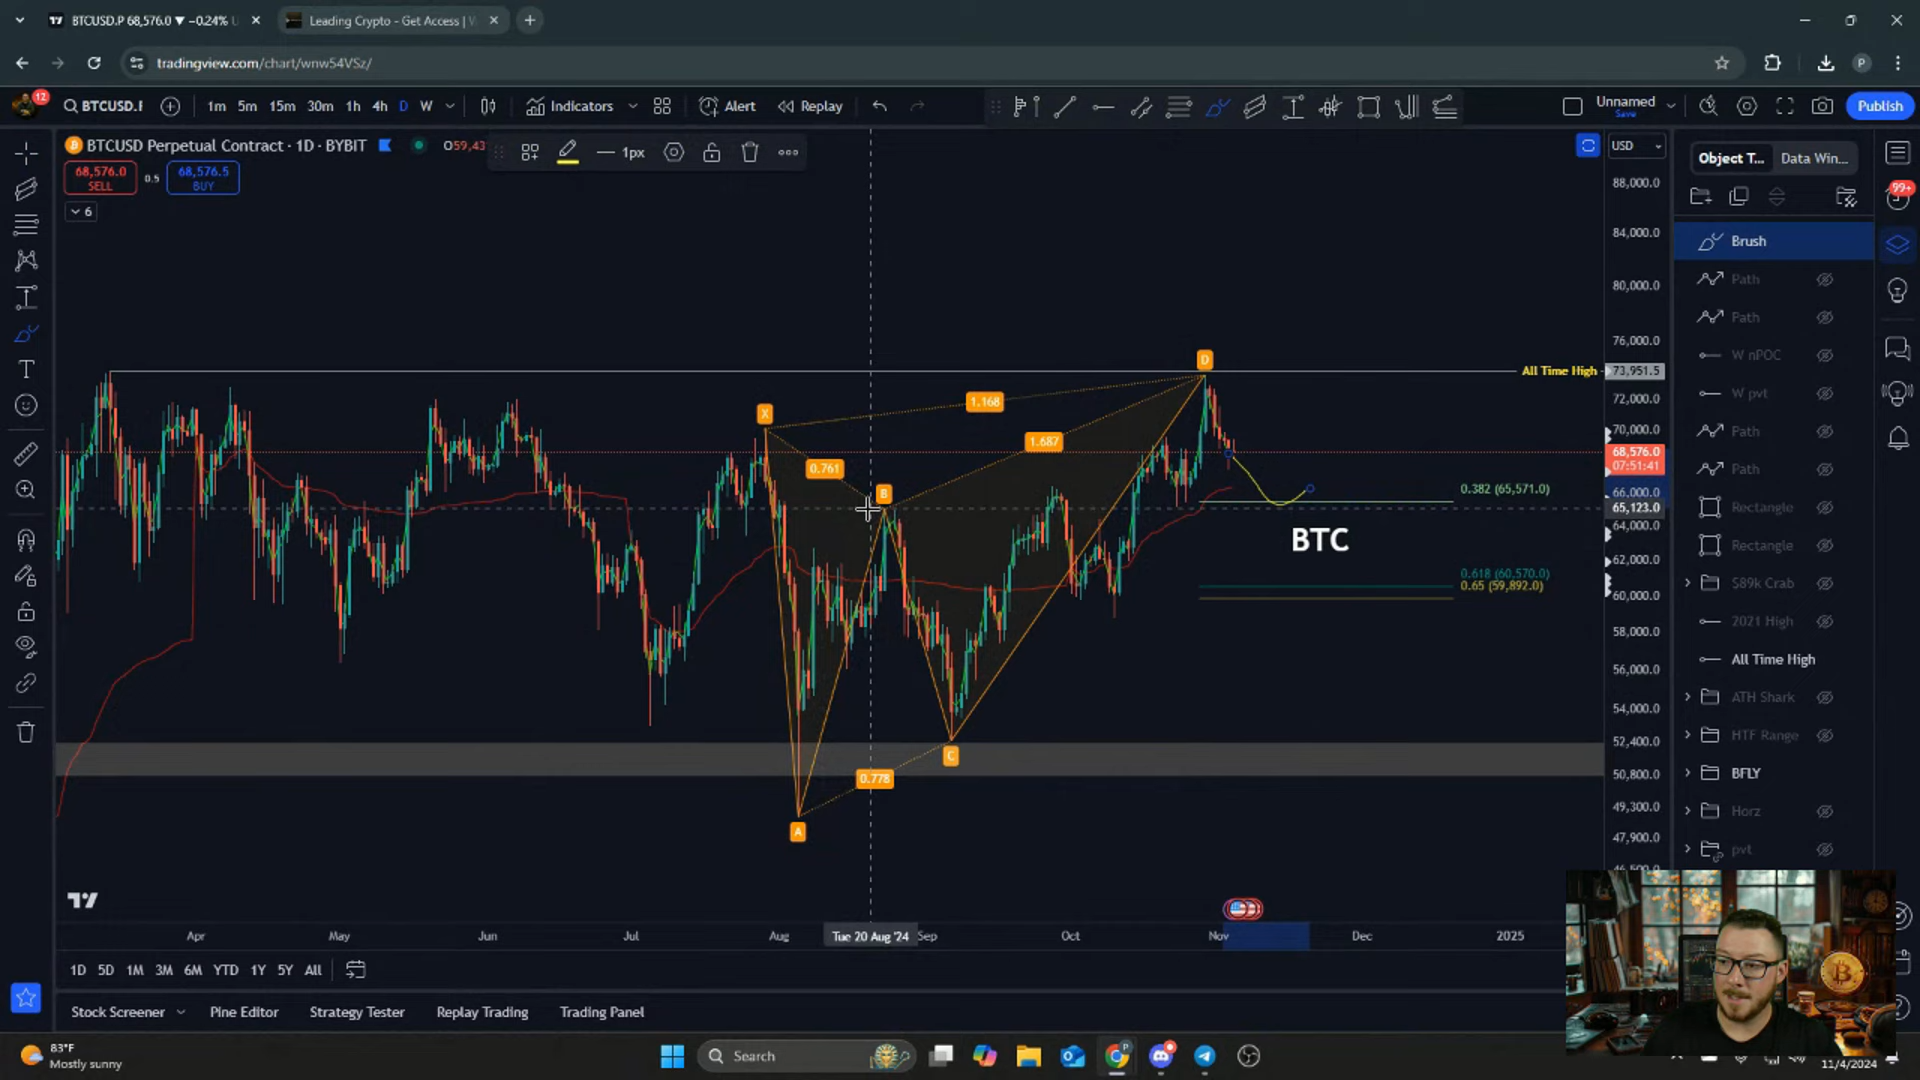 BTCUSD.P 68,576.0 ▼ −0.24%
Leading Crypto - Get Access |
tradingview.com/chart/wnw54VSz/
P
12
BTCUSD.P
1m 5m 15m 30m 1h 4h D W
Indicators
Alert
Replay
Unnamed
Save
Publish
BTCUSD Perpetual Contract · 1D · BYBIT
O59,43
1px
USD
68,576.0
SELL
0.5
68,576.5
BUY
6
88,000.0
84,000.0
80,000.0
76,000.0
All Time High
73,951.5
72,000.0
70,000.0
68,576.0
07:51:41
66,000.0
65,123.0
64,000.0
62,000.0
60,000.0
58,000.0
56,000.0
54,000.0
52,400.0
50,800.0
49,300.0
47,900.0
X
D
B
C
A
1.168
1.687
0.761
0.778
0.382 (65,571.0)
BTC
0.618 (60,570.0)
0.65 (59,892.0)
Object T...
Data Win...
99+
Brush
Path
Path
W nPOC
W pvt
Path
Path
Rectangle
Rectangle
$89k Crab
2021 High
All Time High
ATH Shark
HTF Range
BFLY
Horz
pvt
Apr May Jun Jul Aug Tue 20 Aug '24 Sep Oct Nov Dec 2025
1D 5D 1M 3M 6M YTD 1Y 5Y All
Stock Screener
Pine Editor
Strategy Tester
Replay Trading
Trading Panel
83°F
Mostly sunny
Search
11/4/2024